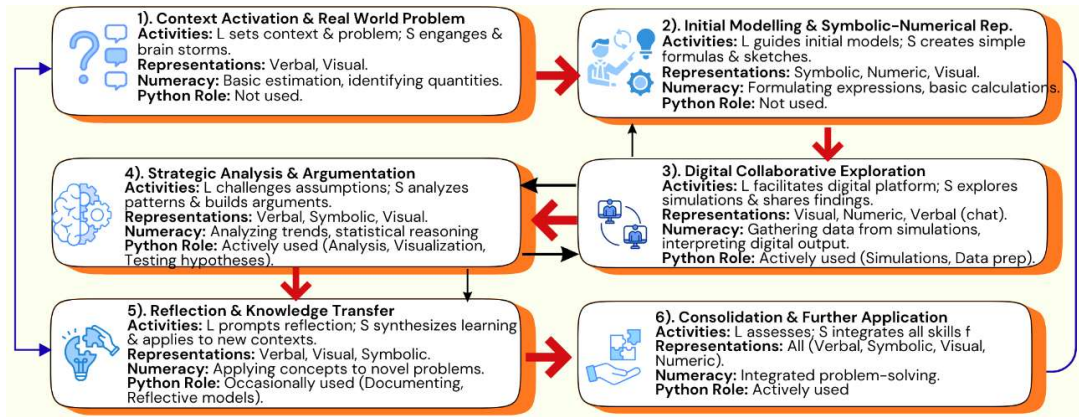 1). Context Activation & Real World Problem
Activities: L sets context & problem; S enganges &
brain storms.
Representations: Verbal, Visual.
Numeracy: Basic estimation, identifying quantities.
Python Role: Not used.
2). Initial Modelling & Symbolic-Numerical Rep.
Activities: L guides initial models; S creates simple
formulas & sketches.
Representations: Symbolic, Numeric, Visual.
Numeracy: Formulating expressions, basic calculations.
Python Role: Not used.
3). Digital Collaborative Exploration
Activities: L facilitates digital platform; S explores
simulations & shares findings.
Representations: Visual, Numeric, Verbal (chat).
Numeracy: Gathering data from simulations,
interpreting digital output.
Python Role: Actively used (Simulations, Data prep).
4). Strategic Analysis & Argumentation
Activities: L challenges assumptions; S analyzes
patterns & builds arguments.
Representations: Verbal, Symbolic, Visual.
Numeracy: Analyzing trends, statistical reasoning
Python Role: Actively used (Analysis, Visualization,
Testing hypotheses).
5). Reflection & Knowledge Transfer
Activities: L prompts reflection; S synthesizes learning
& applies to new contexts.
Representations: Verbal, Visual, Symbolic.
Numeracy: Applying concepts to novel problems.
Python Role: Occasionally used (Documenting,
Reflective models).
6). Consolidation & Further Application
Activities: L assesses; S integrates all skills f
Representations: All (Verbal, Symbolic, Visual,
Numeric).
Numeracy: Integrated problem-solving.
Python Role: Actively used